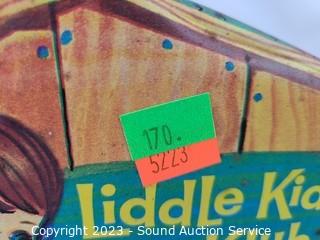 170.
5223
liddle Kid
Copyright 2023 - Sound Auction Service